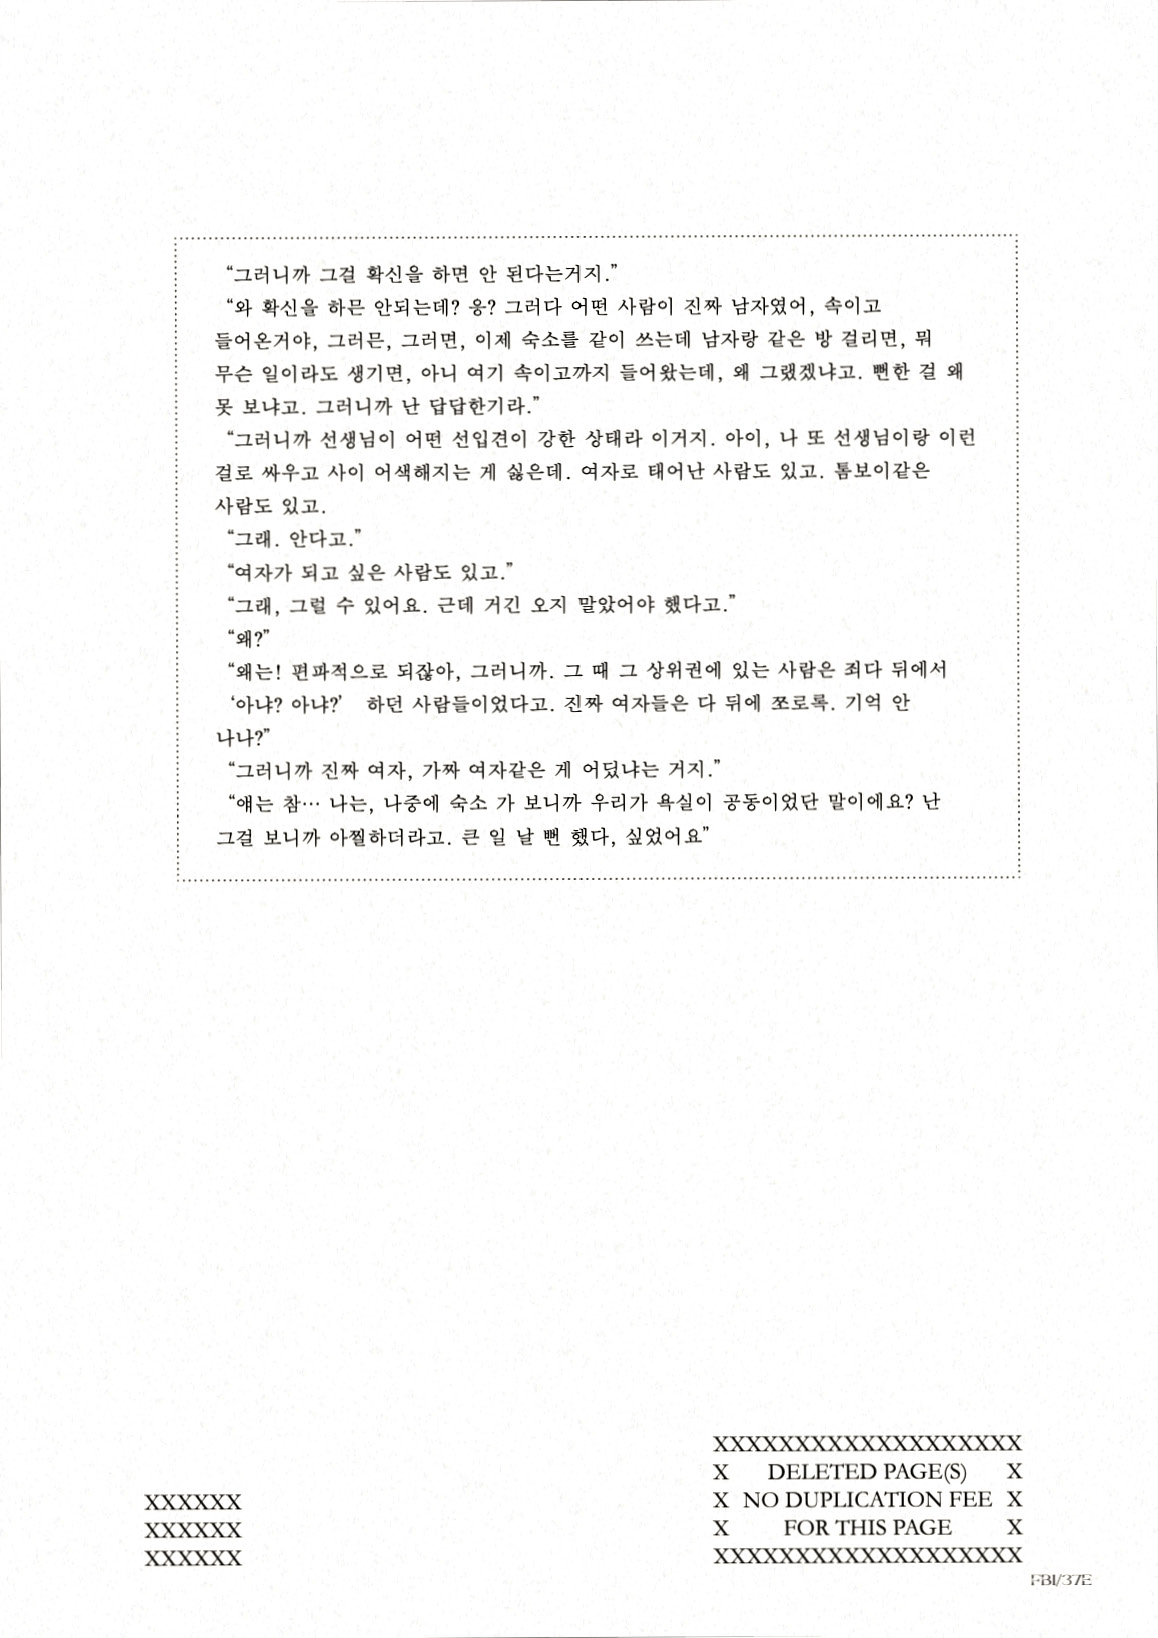 “그러니까 그걸 확신을 하면 안 된다는거지.”
“와 확신을 하믄 안되는데? 웅? 그러다 어떤 사람이 진짜 남자였어, 속이고
들어온거야, 그러믄, 그러면, 이제 숙소를 같이 쓰는데 남자랑 같은 방 걸리면, 뭐
무슨 일이라도 생기면, 아니 여기 속이고까지 들어왔는데, 왜 그랬겠냐고. 뻔한 걸 왜
못 보냐고. 그러니까 난 답답한기라.”
“그러니까 선생님이 어떤 선입견이 강한 상태라 이거지. 아이, 나 또 선생님이랑 이런
걸로 싸우고 사이 어색해지는 게 싫은데. 여자로 태어난 사람도 있고. 톰보이같은
사람도 있고.
“그래. 안다고.”
“여자가 되고 싶은 사람도 있고.”
“그래, 그럴 수 있어요. 근데 거긴 오지 말았어야 했다고.”
“왜?”
“왜는! 편파적으로 되잖아, 그러니까. 그 때 그 상위권에 있는 사람은 죄다 뒤에서
‘아냐? 아냐?’ 하던 사람들이었다고. 진짜 여자들은 다 뒤에 쪼로록. 기억 안
나나?”
“그러니까 진짜 여자, 가짜 여자같은 게 어딨냐는 거지.”
“얘는 참… 나는, 나중에 숙소 가 보니까 우리가 욕실이 공동이었단 말이에요? 난
그걸 보니까 아찔하더라고. 큰 일 날 뻔 했다, 싶었어요”
XXXXXX
XXXXXX
XXXXXX
XXXXXXXXXXXXXXXXXXX
X DELETED PAGE(S) X
X NO DUPLICATION FEE X
X FOR THIS PAGE X
XXXXXXXXXXXXXXXXXXX
FBI/37E